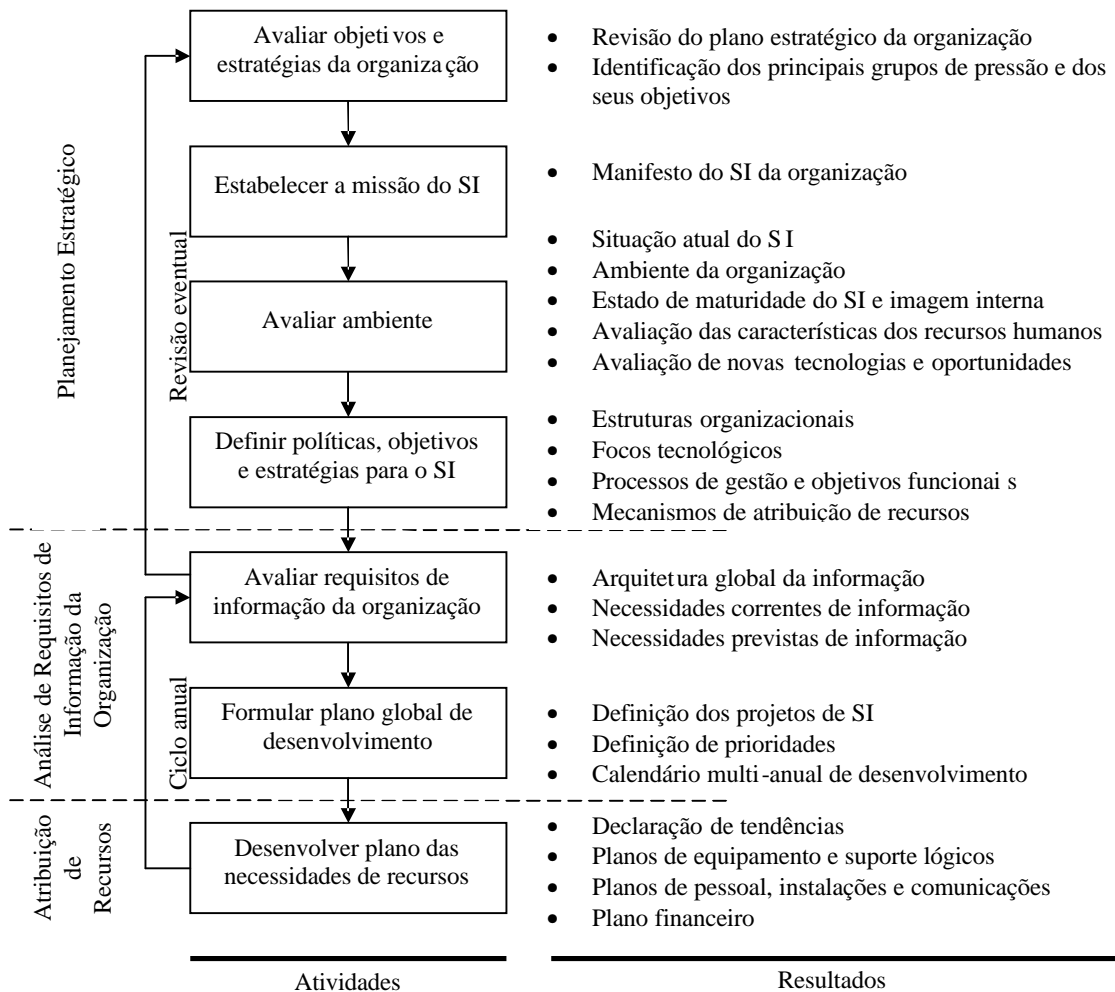 Avaliar objetivos e
estratégias da organização
• Revisão do plano estratégico da organização
• Identificação dos principais grupos de pressão e dos
seus objetivos
Planejamento Estratégico
Revisão eventual
Estabelecer a missão do SI
• Manifesto do SI da organização
Avaliar ambiente
• Situação atual do SI
• Ambiente da organização
• Estado de maturidade do SI e imagem interna
• Avaliação das características dos recursos humanos
• Avaliação de novas tecnologias e oportunidades
Definir políticas, objetivos
e estratégias para o SI
• Estruturas organizacionais
• Focos tecnológicos
• Processos de gestão e objetivos funcionais
• Mecanismos de atribuição de recursos
Análise de Requisitos de
Informação da
Organização
Ciclo anual
Avaliar requisitos de
informação da organização
• Arquitetura global da informação
• Necessidades correntes de informação
• Necessidades previstas de informação
Formular plano global de
desenvolvimento
• Definição dos projetos de SI
• Definição de prioridades
• Calendário multi-anual de desenvolvimento
Atribuição
de
Recursos
Desenvolver plano das
necessidades de recursos
• Declaração de tendências
• Planos de equipamento e suporte lógicos
• Planos de pessoal, instalações e comunicações
• Plano financeiro
Atividades
Resultados